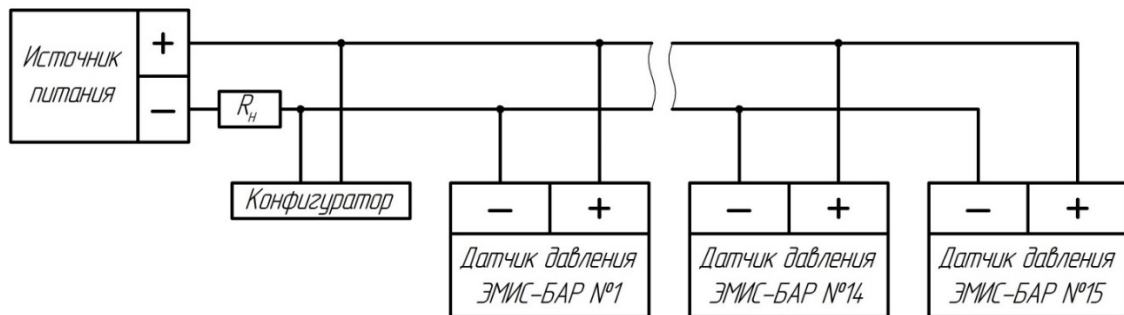 Источник
питания
+
−
Rн
Конфигуратор
− +
Датчик давления
ЭМИС-БАР №1
− +
Датчик давления
ЭМИС-БАР №14
− +
Датчик давления
ЭМИС-БАР №15